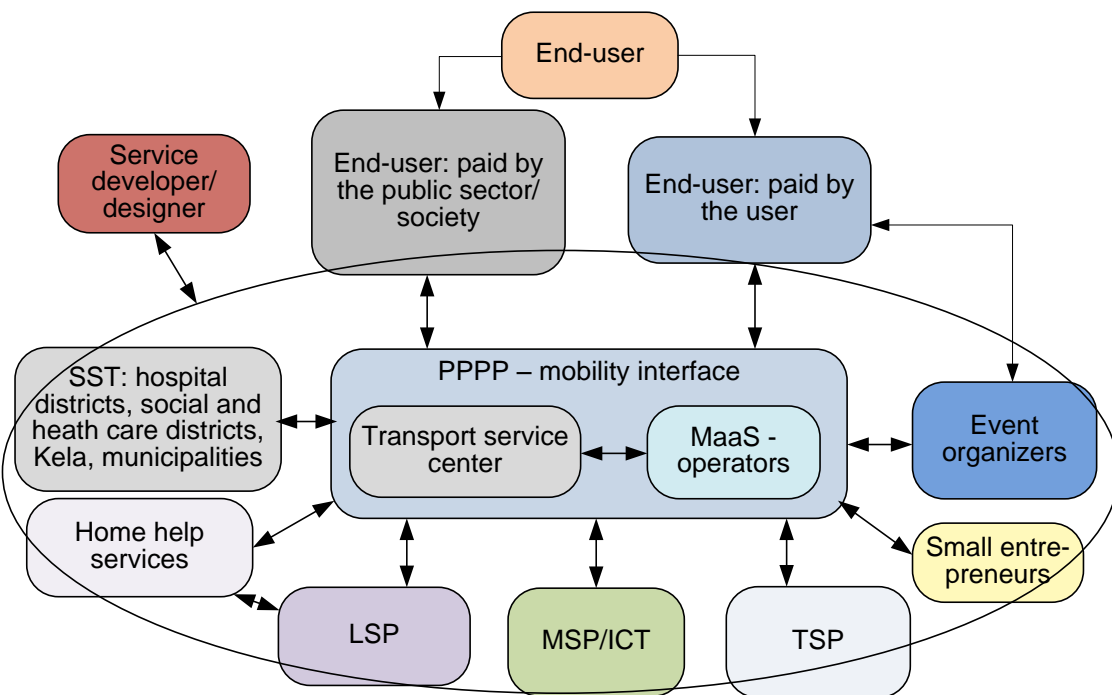 End-user
End-user: paid by
the public sector/
society
End-user: paid by
the user
Service
developer/
designer
PPPP – mobility interface
SST: hospital
districts, social and
heath care districts,
Kela, municipalities
Transport service
center
MaaS -
operators
Event
organizers
Home help
services
Small entre-
preneurs
LSP
MSP/ICT
TSP